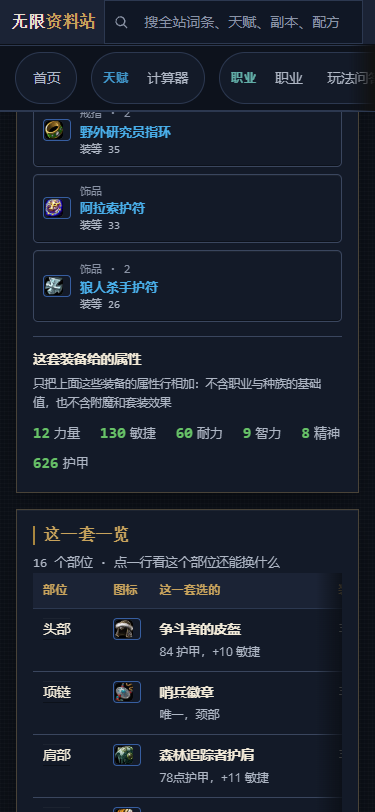 无限资料站
搜全站词条、天赋、副本、配方
首页
天赋 计算器
职业 职业 玩法问
戒指 · 2
野外研究员指环
装等 35
饰品
阿拉索护符
装等 33
饰品 · 2
狼人杀手护符
装等 26
这套装备给的属性
只把上面这些装备的属性行相加：不含职业与种族的基础
值，也不含附魔和套装效果
12 力量 130 敏捷 60 耐力 9 智力 8 精神
626 护甲
这一套一览
16 个部位 · 点一行看这个部位还能换什么
部位 图标 这一套选的
头部 争斗者的皮盔
84 护甲，+10 敏捷
项链 哨兵徽章
唯一，颈部
肩部 森林追踪者护肩
78点护甲，+11 敏捷